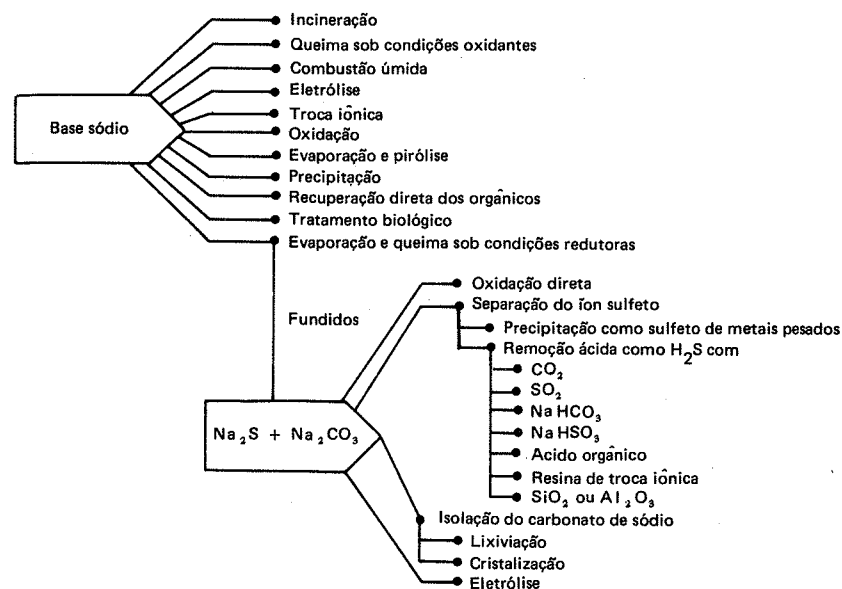 Incineração
Queima sob condições oxidantes
Combustão úmida
Eletrólise
Troca iônica
Base sódio
Oxidação
Evaporação e pirólise
Precipitação
Recuperação direta dos orgânicos
Tratamento biológico
Evaporação e queima sob condições redutoras
Fundidos
Oxidação direta
Separação do íon sulfeto
Precipitação como sulfeto de metais pesados
Remoção ácida como H₂S com
CO₂
SO₂
Na HCO₃
Na HSO₃
Acido orgânico
Resina de troca iônica
SiO₂ ou Al₂O₃
Na₂S + Na₂CO₃
Isolação do carbonato de sódio
Lixiviação
Cristalização
Eletrólise